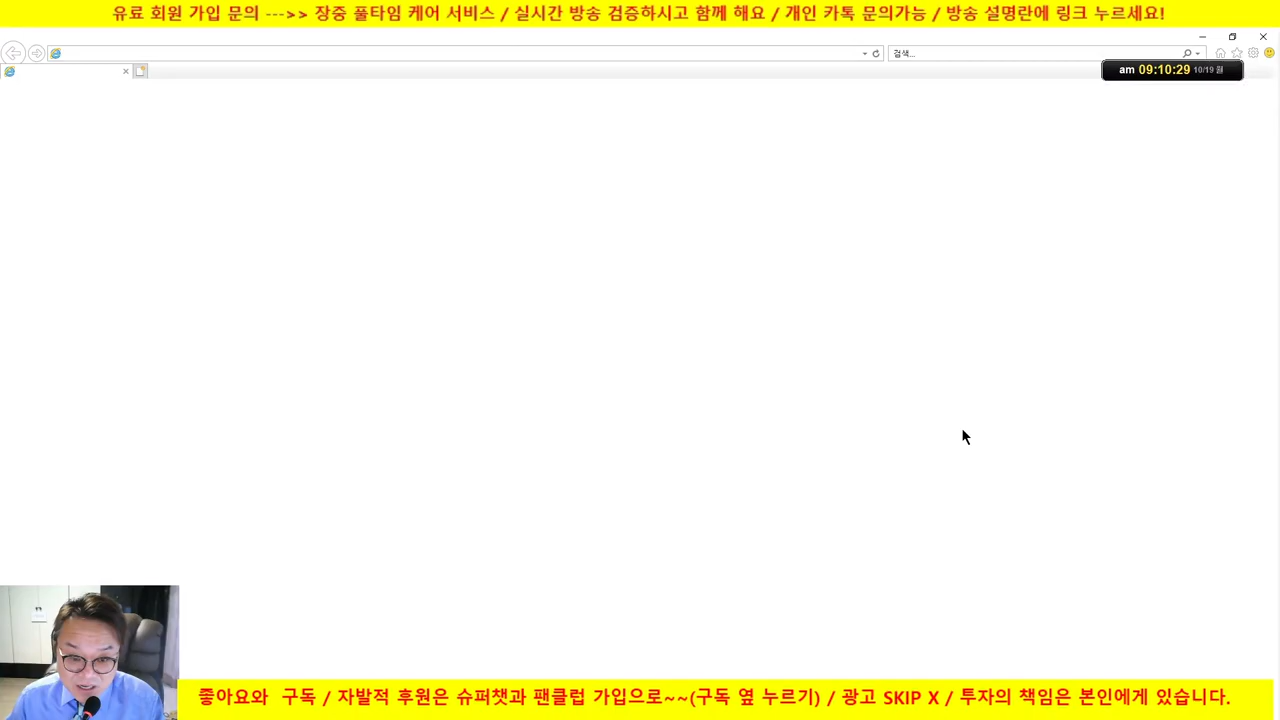 유료 회원 가입 문의 --->> 장중 풀타임 케어 서비스 / 실시간 방송 검증하시고 함께 해요 / 개인 카톡 문의가능 / 방송 설명란에 링크 누르세요!
검색...
am 09:10:29 10/19 월
좋아요와 구독 / 자발적 후원은 슈퍼챗과 팬클럽 가입으로~~(구독 옆 누르기) / 광고 SKIP X / 투자의 책임은 본인에게 있습니다.